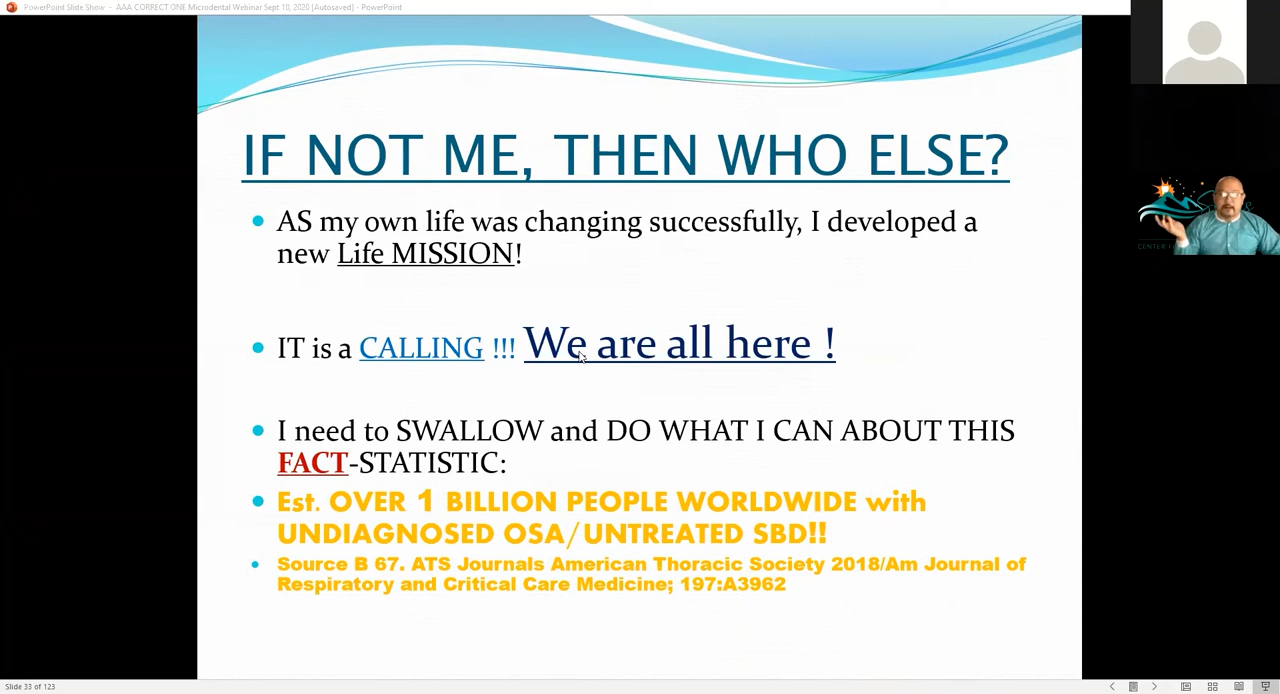 PowerPoint Slide Show - AAA CORRECT ONE Microdental Webinar Sept 10, 2020 [Autosaved] - PowerPoint
IF NOT ME, THEN WHO ELSE?
AS my own life was changing successfully, I developed a
new Life MISSION!
IT is a CALLING !!! We are all here !
I need to SWALLOW and DO WHAT I CAN ABOUT THIS
FACT-STATISTIC:
Est. OVER 1 BILLION PEOPLE WORLDWIDE with
UNDIAGNOSED OSA/UNTREATED SBD!!
Source B 67. ATS Journals American Thoracic Society 2018/Am Journal of
Respiratory and Critical Care Medicine; 197:A3962
CENTER
Slide 33 of 123